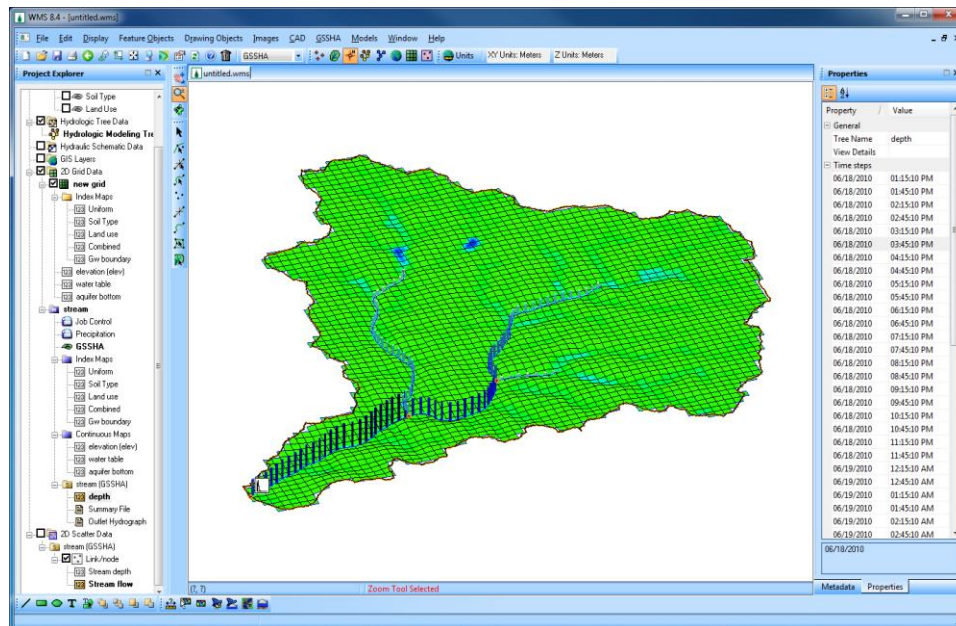 WMS 8.4 - [untitled.wms]
File Edit Display Feature Objects Drawing Objects Images CAD GSSHA Models Window Help
GSSHA Units XY Units: Meters Z Units: Meters
Project Explorer
Soil Type
Land Use
Hydrologic Tree Data
Hydrologic Modeling Tre
Hydraulic Schematic Data
GIS Layers
2D Grid Data
new grid
Index Maps
Uniform
Soil Type
Land use
Combined
Gw boundary
elevation (elev)
water table
aquifer bottom
stream
Job Control
Precipitation
GSSHA
Index Maps
Uniform
Soil Type
Land use
Combined
Gw boundary
Continuous Maps
elevation (elev)
water table
aquifer bottom
stream (GSSHA)
depth
Summary File
Outlet Hydrograph
2D Scatter Data
stream (GSSHA)
Link/node
Stream depth
Stream flow
untitled.wms
(?, ?) Zoom Tool Selected
Properties
Property Value
General
Tree Name depth
View Details
Time steps
06/18/2010 01:15:10 PM
06/18/2010 01:45:10 PM
06/18/2010 02:15:10 PM
06/18/2010 02:45:10 PM
06/18/2010 03:15:10 PM
06/18/2010 03:45:10 PM
06/18/2010 04:15:10 PM
06/18/2010 04:45:10 PM
06/18/2010 05:15:10 PM
06/18/2010 05:45:10 PM
06/18/2010 06:15:10 PM
06/18/2010 06:45:10 PM
06/18/2010 07:15:10 PM
06/18/2010 07:45:10 PM
06/18/2010 08:15:10 PM
06/18/2010 08:45:10 PM
06/18/2010 09:15:10 PM
06/18/2010 09:45:10 PM
06/18/2010 10:15:10 PM
06/18/2010 10:45:10 PM
06/18/2010 11:15:10 PM
06/18/2010 11:45:10 PM
06/19/2010 12:15:10 AM
06/19/2010 12:45:10 AM
06/19/2010 01:15:10 AM
06/19/2010 01:45:10 AM
06/19/2010 02:15:10 AM
06/19/2010 02:45:10 AM
06/18/2010
Metadata Properties